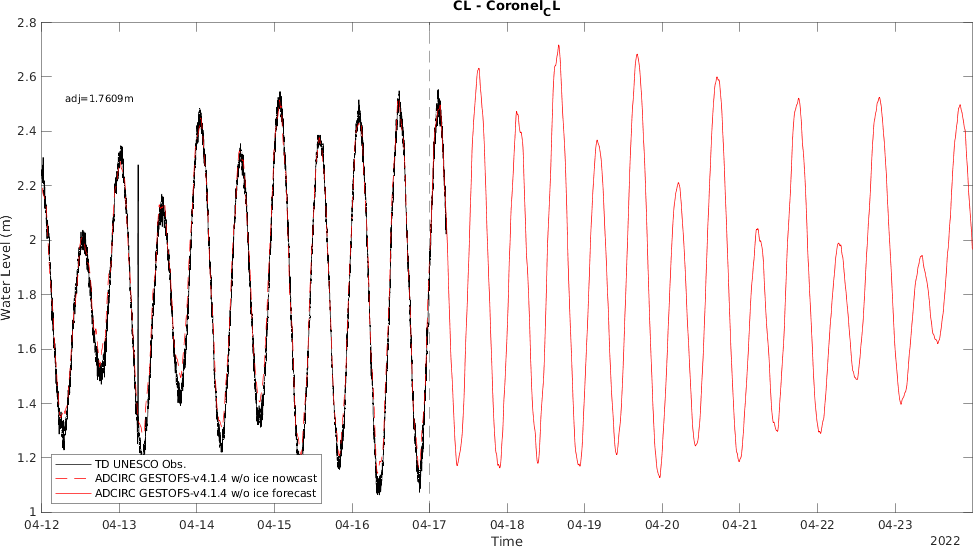 CL - Coronel_CL
2.8
2.6
adj=1.7609m
2.4
2.2
2
1.8
1.6
1.4
1.2
1
Water Level (m)
TD UNESCO Obs.
ADCIRC GESTOFS-v4.1.4 w/o ice nowcast
ADCIRC GESTOFS-v4.1.4 w/o ice forecast
04-12 04-13 04-14 04-15 04-16 04-17 04-18 04-19 04-20 04-21 04-22 04-23
Time
2022